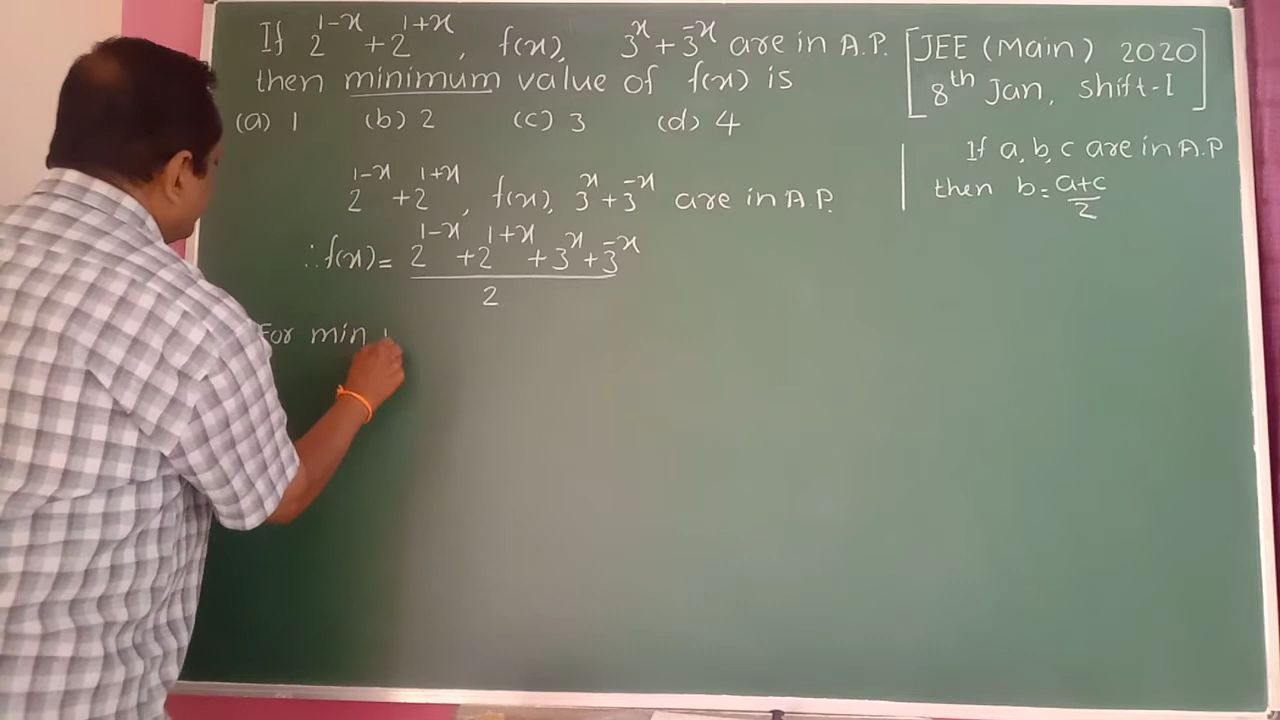 If 2^{1-x} + 2^{1+x}, f(x), 3^x + 3^{-x} are in A.P.
then minimum value of f(x) is
[JEE (Main) 2020
8th Jan, shift-I]
(a) 1 (b) 2 (c) 3 (d) 4
If a, b, c are in A.P
then b = \frac{a+c}{2}
2^{1-x} + 2^{1+x}, f(x), 3^x + 3^{-x} are in A P.
∴ f(x) = \frac{2^{1-x} + 2^{1+x} + 3^x + 3^{-x}}{2}
For min